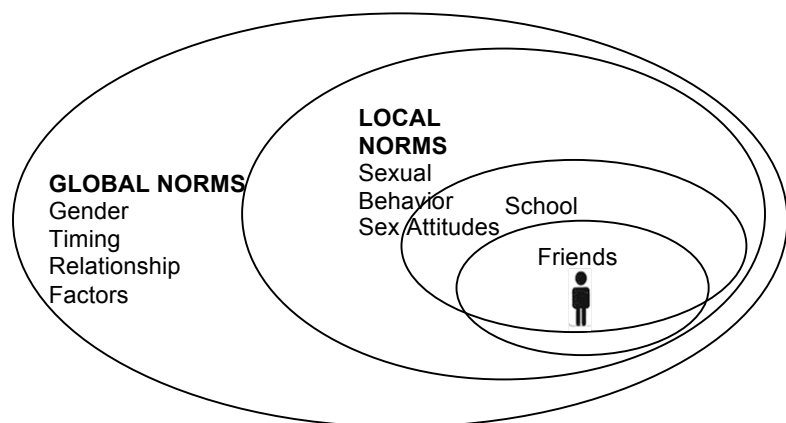 GLOBAL NORMS
Gender
Timing
Relationship
Factors
LOCAL
NORMS
Sexual
Behavior
Sex Attitudes
School
Friends